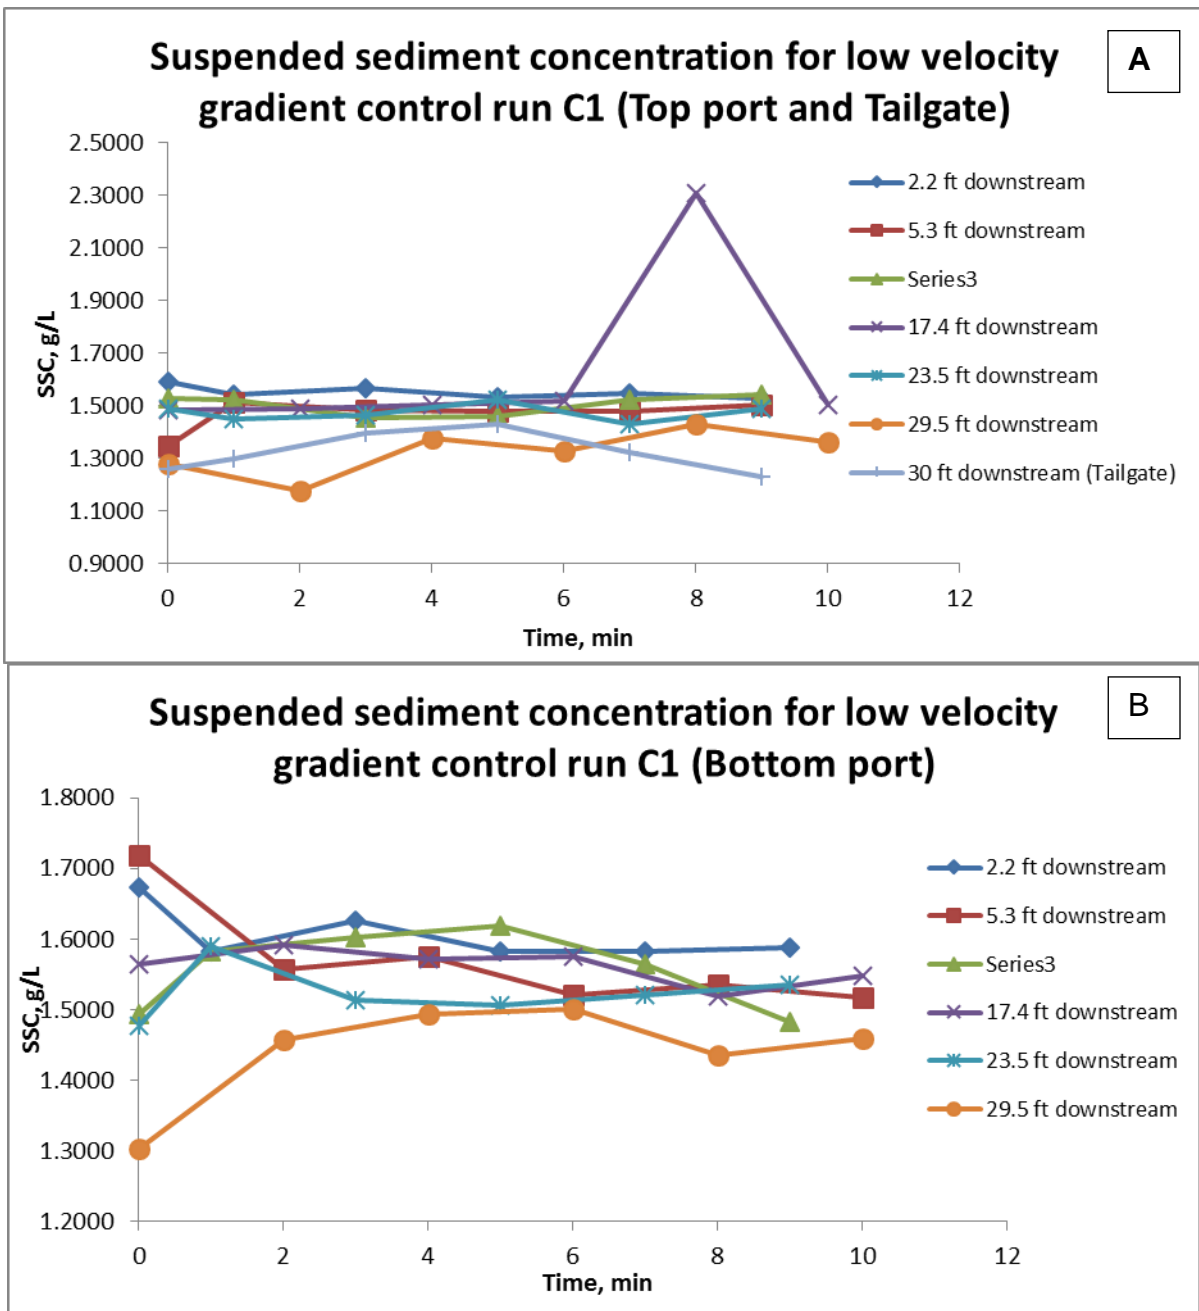 Suspended sediment concentration for low velocity
gradient control run C1 (Top port and Tailgate)
A
2.5000
2.3000
2.1000
1.9000
1.7000
1.5000
1.3000
1.1000
0.9000
SSC, g/L
0 2 4 6 8 10 12
Time, min
2.2 ft downstream
5.3 ft downstream
Series3
17.4 ft downstream
23.5 ft downstream
29.5 ft downstream
30 ft downstream (Tailgate)
Suspended sediment concentration for low velocity
gradient control run C1 (Bottom port)
B
1.8000
1.7000
1.6000
1.5000
1.4000
1.3000
1.2000
SSC, g/L
0 2 4 6 8 10 12
Time, min
2.2 ft downstream
5.3 ft downstream
Series3
17.4 ft downstream
23.5 ft downstream
29.5 ft downstream